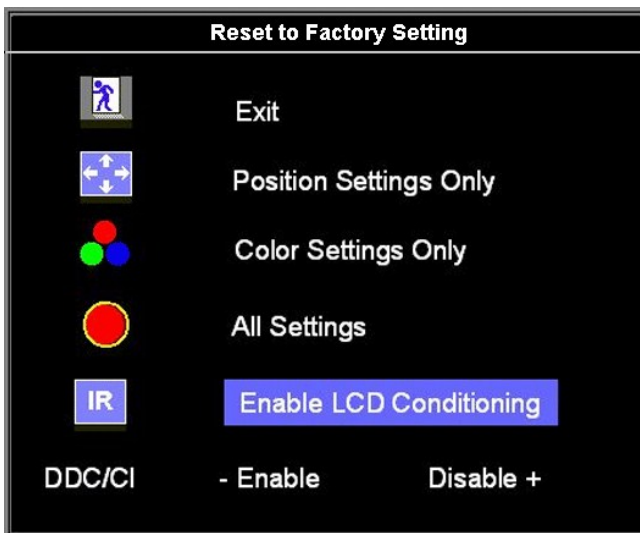 Reset to Factory Setting
Exit
Position Settings Only
Color Settings Only
All Settings
IR Enable LCD Conditioning
DDC/CI - Enable Disable +